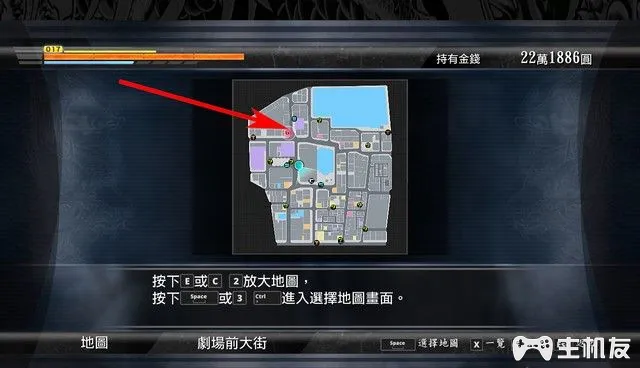 017
持有金錢 22萬1886圓
按下 E 或 C 2 放大地圖，
按下 Space 或 3 Ctrl 進入選擇地圖畫面。
地圖 劇場前大街 Space 選擇地圖 X 一覽
生机友